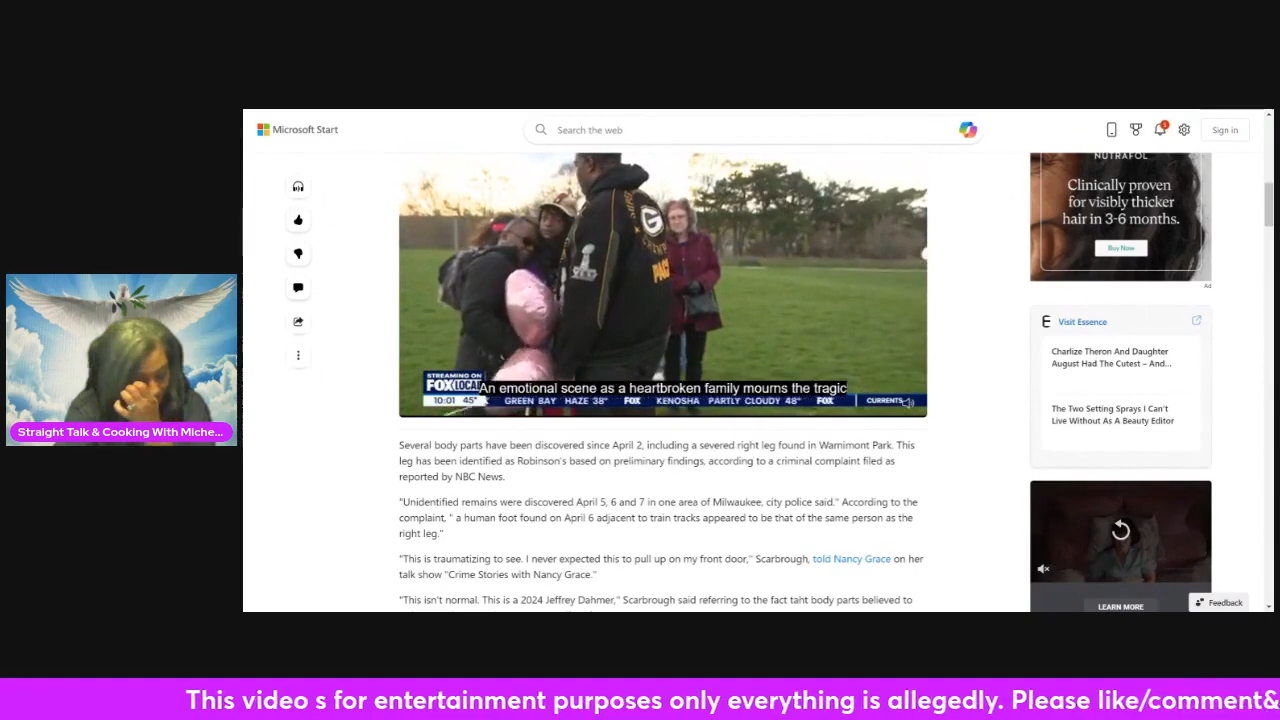 Microsoft Start
Search the web
5
Sign in
NUTRAFOL
Clinically proven
for visibly thicker
hair in 3-6 months.
Buy Now
Ad
G
PAC
STREAMING ON
FOX LOCAL
An emotional scene as a heartbroken family mourns the tragic
10:01 45°
GREEN BAY HAZE 38° FOX KENOSHA PARTLY CLOUDY 48° FOX CURRENTS
E Visit Essence
Charlize Theron And Daughter
August Had The Cutest – And...
The Two Setting Sprays I Can't
Live Without As A Beauty Editor
Straight Talk & Cooking With Miche...
Several body parts have been discovered since April 2, including a severed right leg found in Warnimont Park. This
leg has been identified as Robinson's based on preliminary findings, according to a criminal complaint filed as
reported by NBC News.
"Unidentified remains were discovered April 5, 6 and 7 in one area of Milwaukee, city police said." According to the
complaint, " a human foot found on April 6 adjacent to train tracks appeared to be that of the same person as the
right leg."
"This is traumatizing to see. I never expected this to pull up on my front door," Scarbrough, told Nancy Grace on her
talk show "Crime Stories with Nancy Grace."
"This isn't normal. This is a 2024 Jeffrey Dahmer," Scarbrough said referring to the fact taht body parts believed to
LEARN MORE
Feedback
This video s for entertainment purposes only everything is allegedly. Please like/comment&